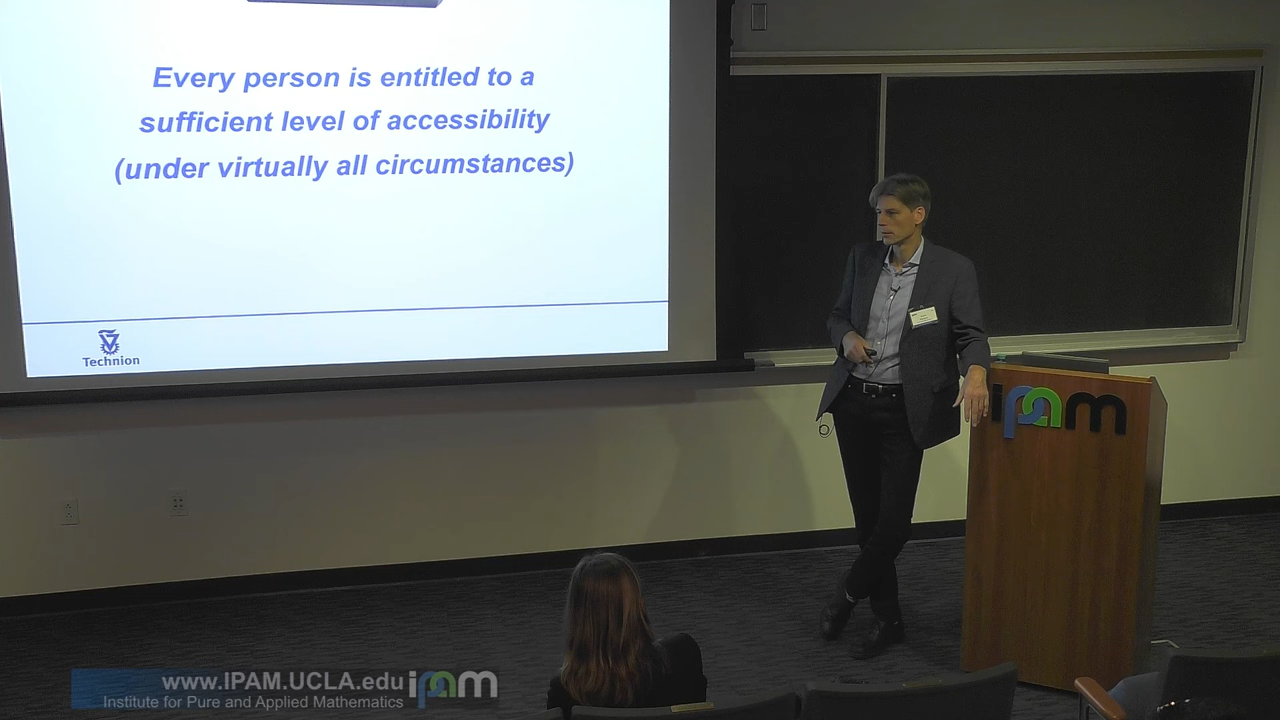 Every person is entitled to a
sufficient level of accessibility
(under virtually all circumstances)
Technion
ipam
www.IPAM.UCLA.edu ipam
Institute for Pure and Applied Mathematics